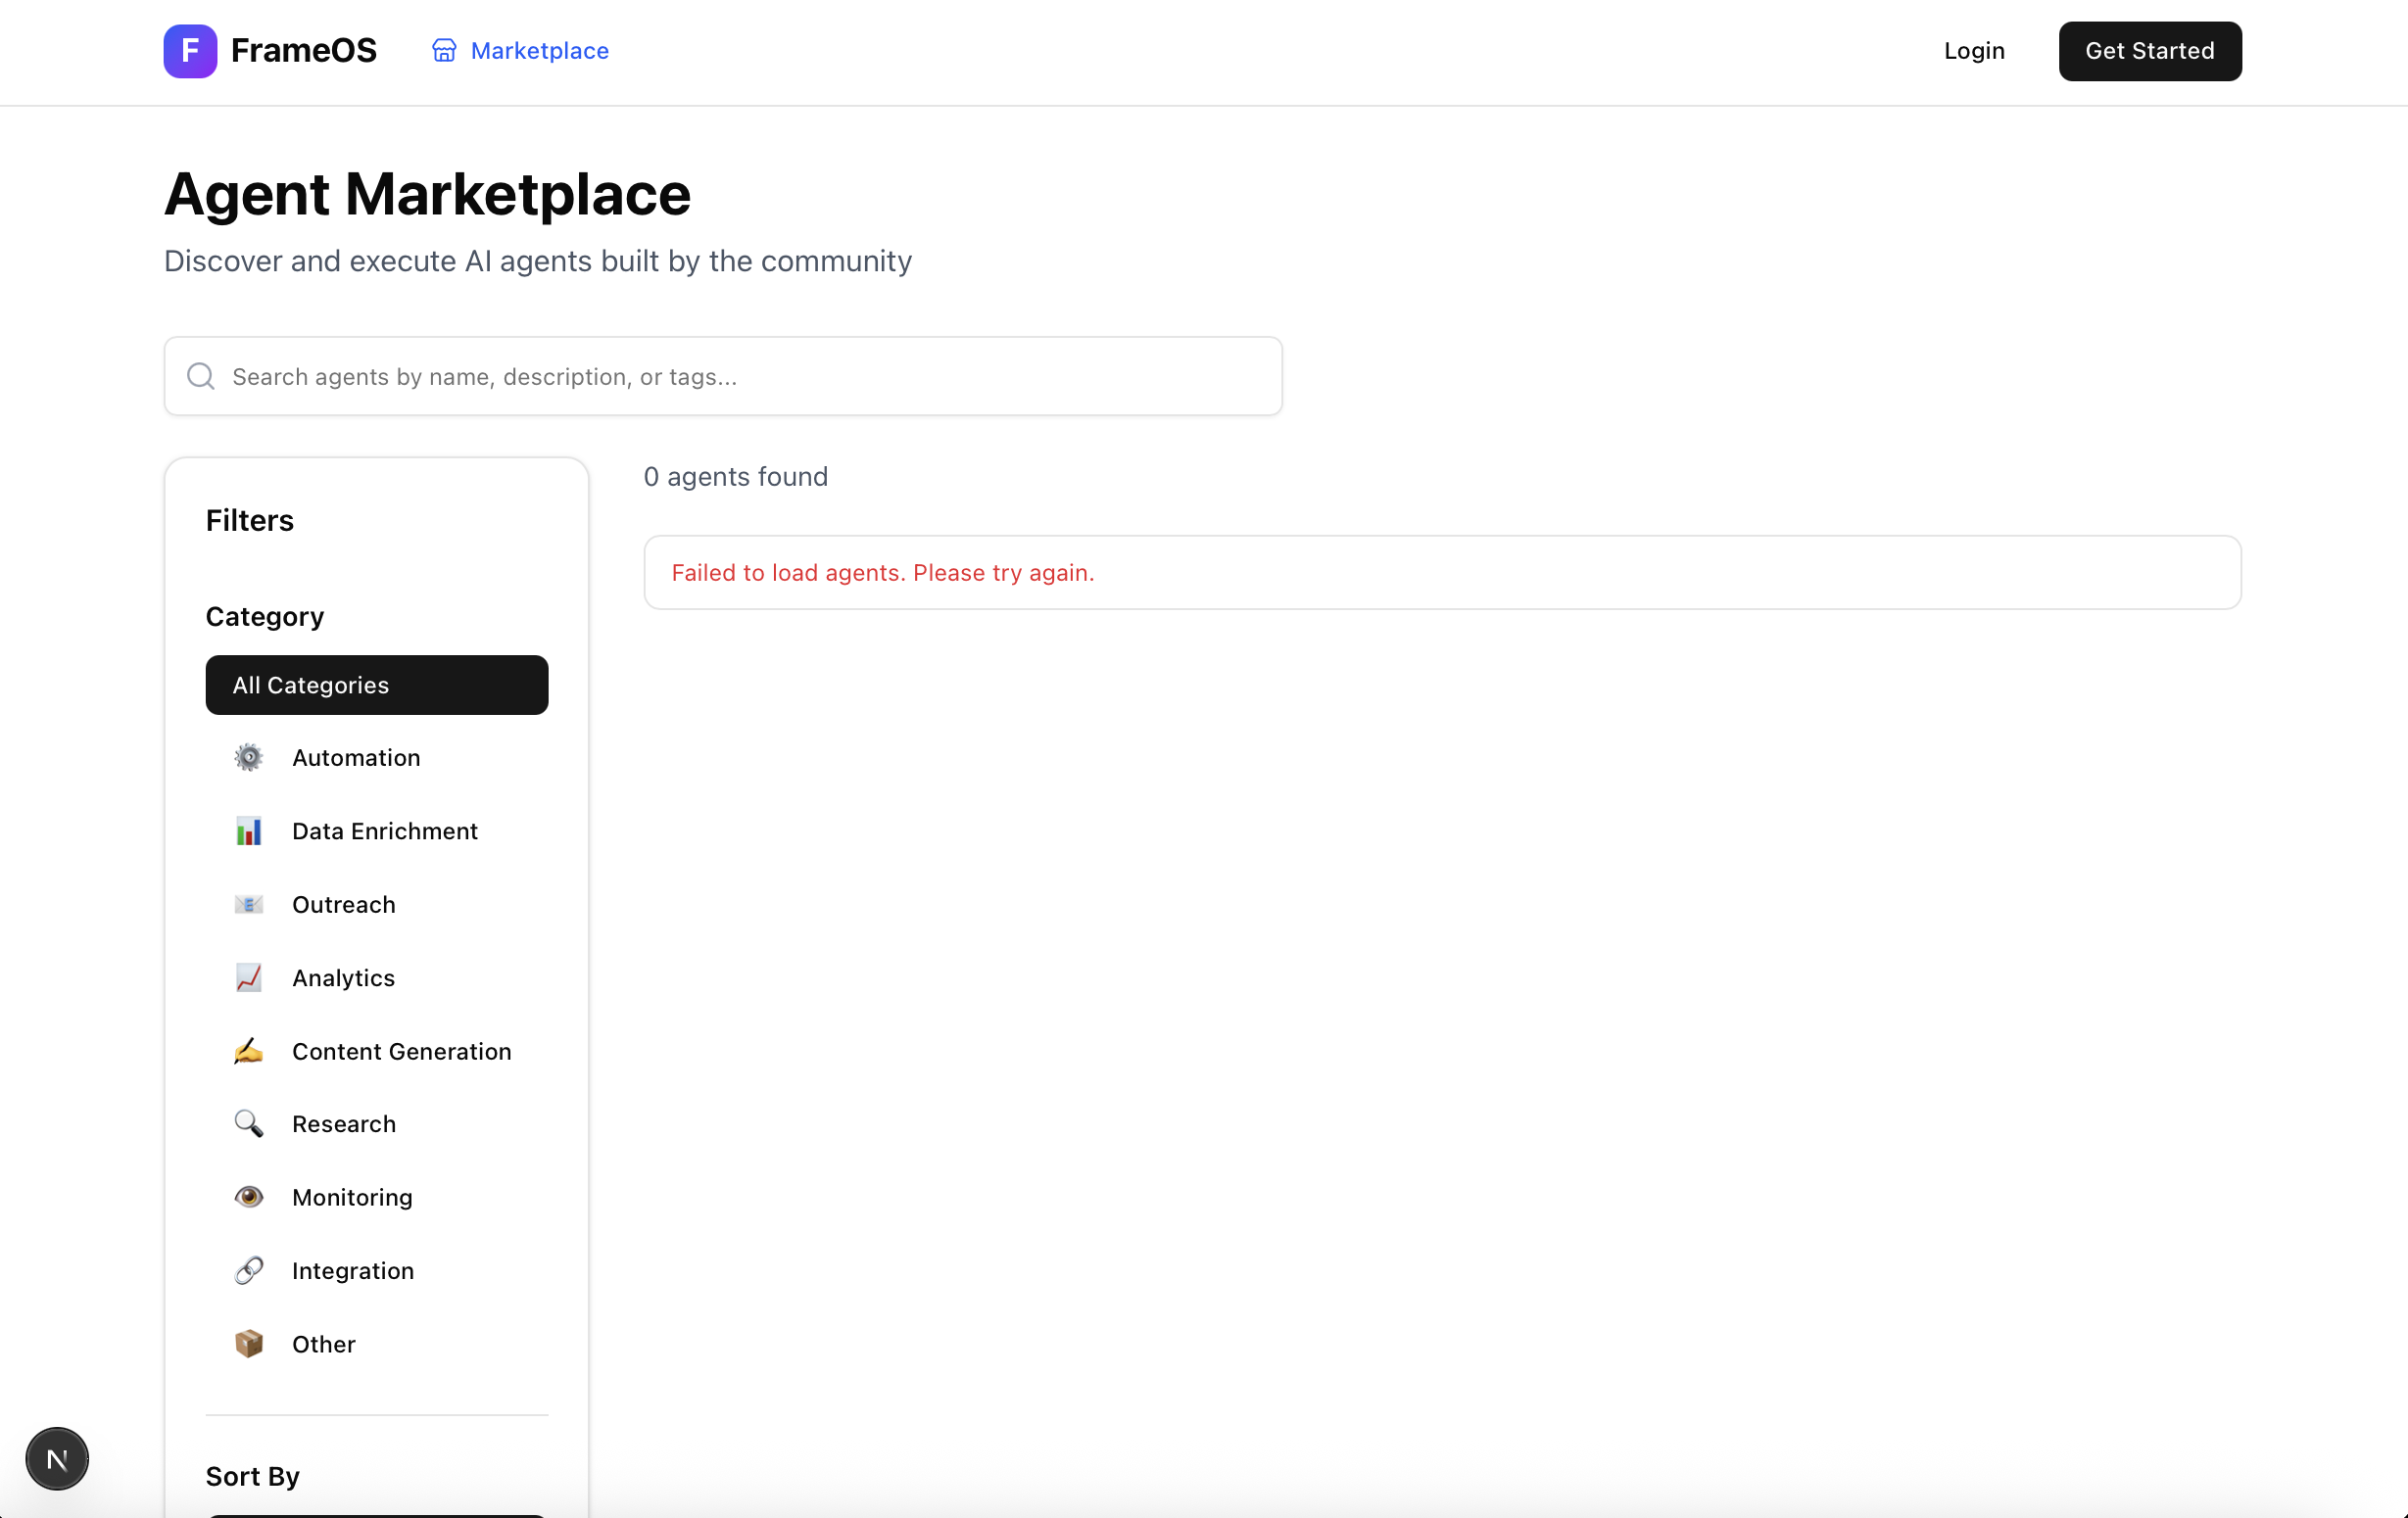 F FrameOS Marketplace Login Get Started
Agent Marketplace
Discover and execute AI agents built by the community
Search agents by name, description, or tags...
0 agents found
Failed to load agents. Please try again.
Filters
Category
All Categories
Automation
Data Enrichment
Outreach
Analytics
Content Generation
Research
Monitoring
Integration
Other
Sort By
N